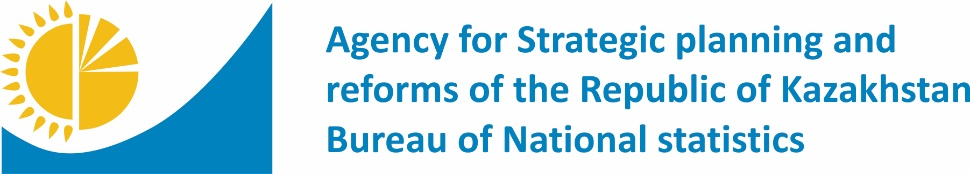 Agency for Strategic planning and
reforms of the Republic of Kazakhstan
Bureau of National statistics